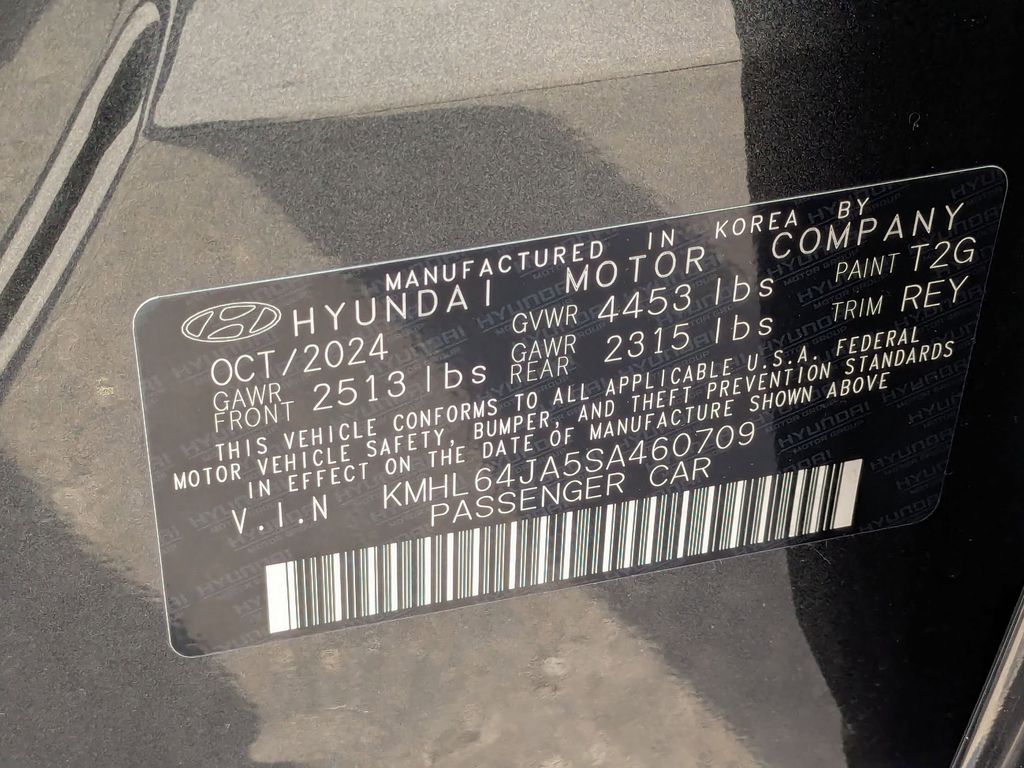 MANUFACTURED IN KOREA BY
HYUNDAI MOTOR COMPANY
OCT/2024 GVWR 4453 lbs PAINT T2G
GAWR FRONT 2513 lbs GAWR REAR 2315 lbs TRIM REY
THIS VEHICLE CONFORMS TO ALL APPLICABLE U.S.A. FEDERAL
MOTOR VEHICLE SAFETY, BUMPER, AND THEFT PREVENTION STANDARDS
IN EFFECT ON THE DATE OF MANUFACTURE SHOWN ABOVE
V.I.N KMHL64JA5SA460709
PASSENGER CAR